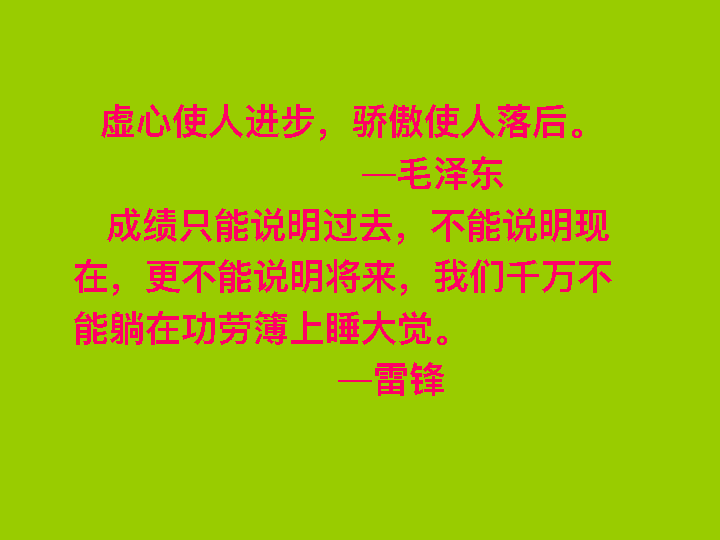 虚心使人进步，骄傲使人落后。
—毛泽东
成绩只能说明过去，不能说明现
在，更不能说明将来，我们千万不
能躺在功劳簿上睡大觉。
—雷锋